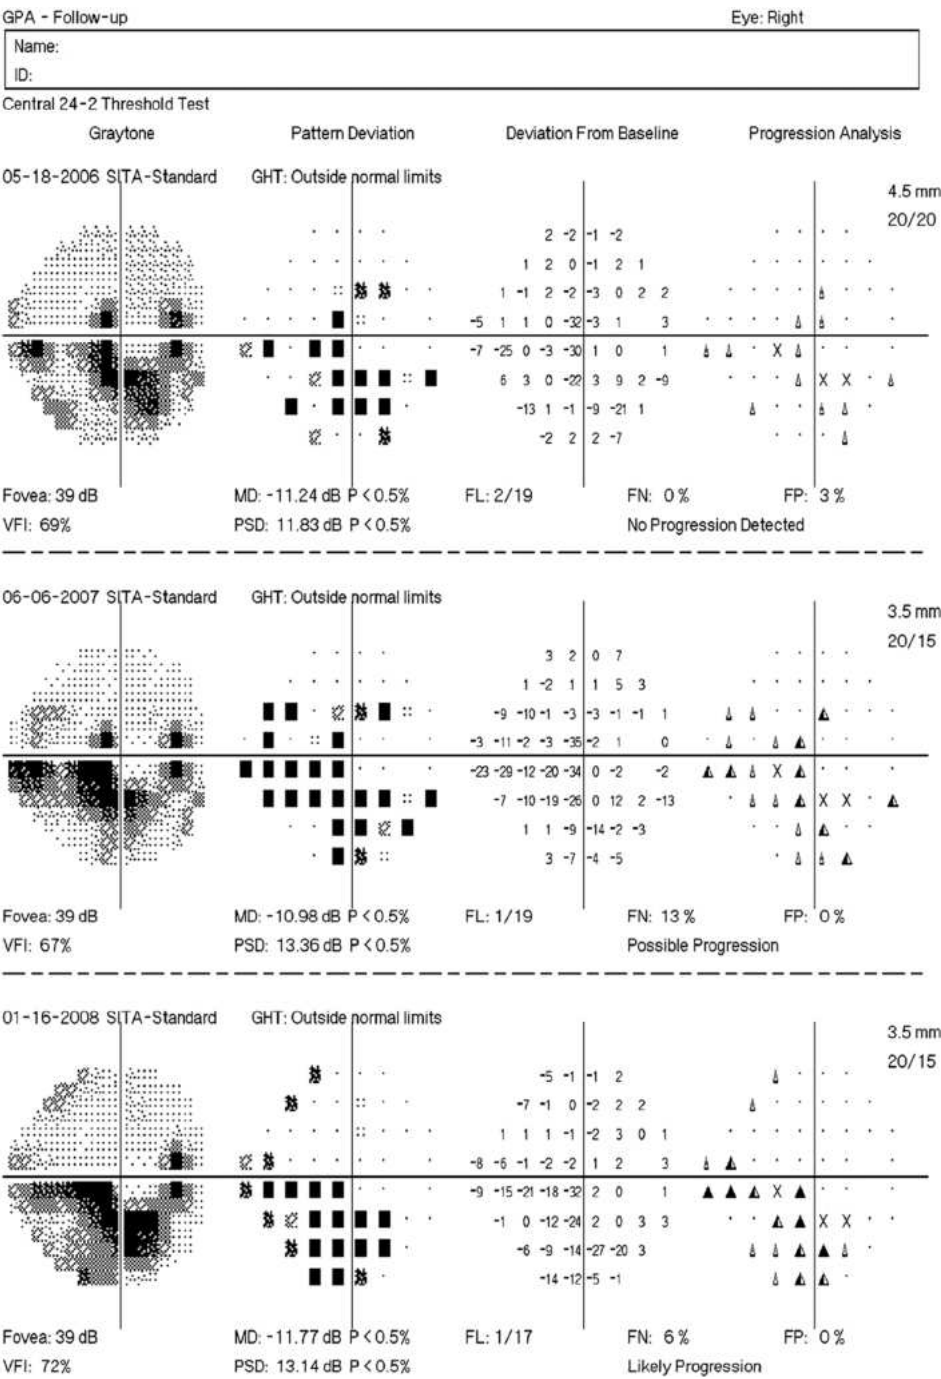 GPA - Follow-up Eye: Right
Name:
ID:
Central 24-2 Threshold Test
Graytone Pattern Deviation Deviation From Baseline Progression Analysis
05-18-2006 SITA-Standard GHT: Outside normal limits
4.5 mm
20/20
2 -2 -1 -2
1 2 0 -1 2 1
1 -1 2 -2 -3 0 2 2
-5 1 1 0 -32 -3 1 3
-7 -25 0 -3 -30 1 0 1 X
6 3 0 -22 3 9 2 -9 X X
-13 1 -1 -9 -21 1
-2 2 2 -7
Fovea: 39 dB MD: -11.24 dB P < 0.5% FL: 2/19 FN: 0 % FP: 3 %
VFI: 69% PSD: 11.83 dB P < 0.5% No Progression Detected
06-06-2007 SITA-Standard GHT: Outside normal limits
3.5 mm
20/15
3 2 0 7
1 -2 1 1 5 3
-9 -10 -1 -3 -3 -1 -1 1
-3 -11 -2 -3 -35 -2 1 0
-23 -29 -12 -20 -34 0 -2 -2 X
-7 -10 -19 -26 0 12 2 -13 X X
1 1 -9 -14 -2 -3
3 -7 -4 -5
Fovea: 39 dB MD: -10.98 dB P < 0.5% FL: 1/19 FN: 13 % FP: 0 %
VFI: 67% PSD: 13.36 dB P < 0.5% Possible Progression
01-16-2008 SITA-Standard GHT: Outside normal limits
3.5 mm
20/15
-5 -1 -1 2
-7 -1 0 -2 2 2
1 1 1 -1 -2 3 0 1
-8 -6 -1 -2 -2 1 2 3
-9 -15 -21 -18 -32 2 0 1 X
-1 0 -12 -24 2 0 3 3 X X
-6 -9 -14 -27 -20 3
-14 -12 -5 -1
Fovea: 39 dB MD: -11.77 dB P < 0.5% FL: 1/17 FN: 6 % FP: 0 %
VFI: 72% PSD: 13.14 dB P < 0.5% Likely Progression